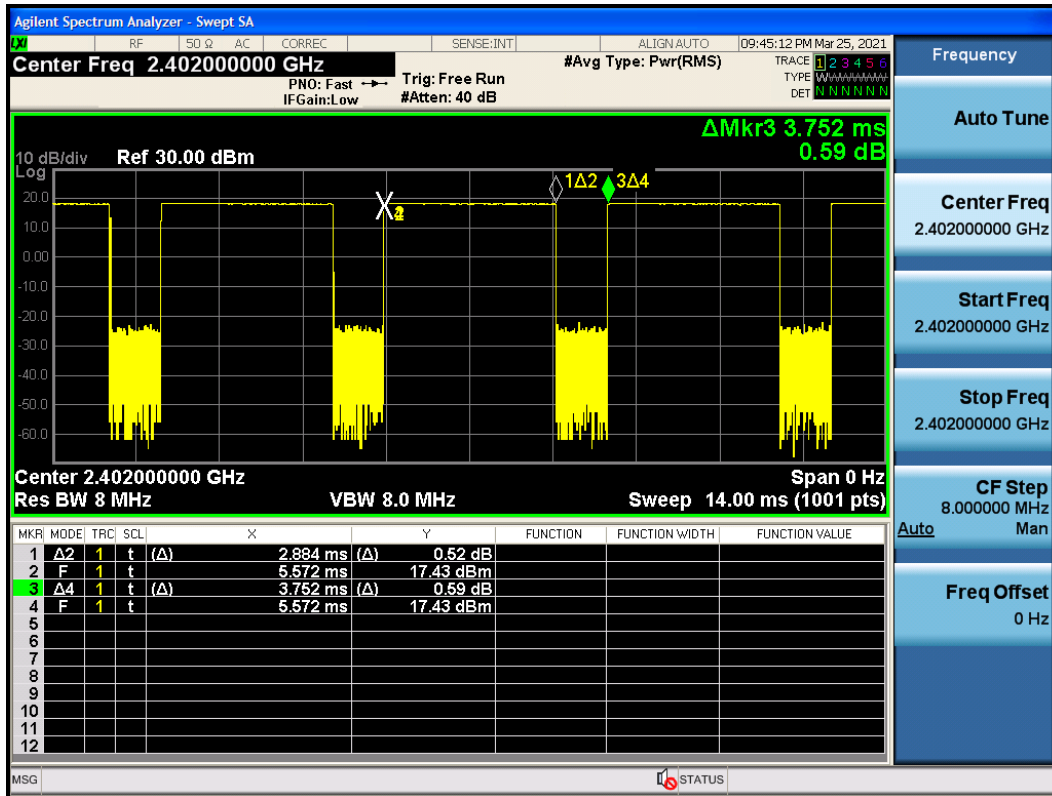 Agilent Spectrum Analyzer - Swept SA
LXI RF 50 Ω AC CORREC SENSE:INT ALIGN AUTO 09:45:12 PM Mar 25, 2021
Center Freq 2.402000000 GHz
PNO: Fast
IFGain:Low
Trig: Free Run
#Atten: 40 dB
#Avg Type: Pwr(RMS)
TRACE 1 2 3 4 5 6
TYPE WWWWWW
DET N N N N N N
ΔMkr3 3.752 ms
0.59 dB
10 dB/div Ref 30.00 dBm
Log
20.0
10.0
0.00
-10.0
-20.0
-30.0
-40.0
-50.0
-60.0
1Δ2 3Δ4
Center 2.402000000 GHz Span 0 Hz
Res BW 8 MHz VBW 8.0 MHz Sweep 14.00 ms (1001 pts)
MKR MODE TRC SCL X Y FUNCTION FUNCTION WIDTH FUNCTION VALUE
1 Δ2 1 t (Δ) 2.884 ms (Δ) 0.52 dB
2 F 1 t 5.572 ms 17.43 dBm
3 Δ4 1 t (Δ) 3.752 ms (Δ) 0.59 dB
4 F 1 t 5.572 ms 17.43 dBm
5
6
7
8
9
10
11
12
MSG STATUS
Frequency
Auto Tune
Center Freq
2.402000000 GHz
Start Freq
2.402000000 GHz
Stop Freq
2.402000000 GHz
CF Step
8.000000 MHz
Auto Man
Freq Offset
0 Hz